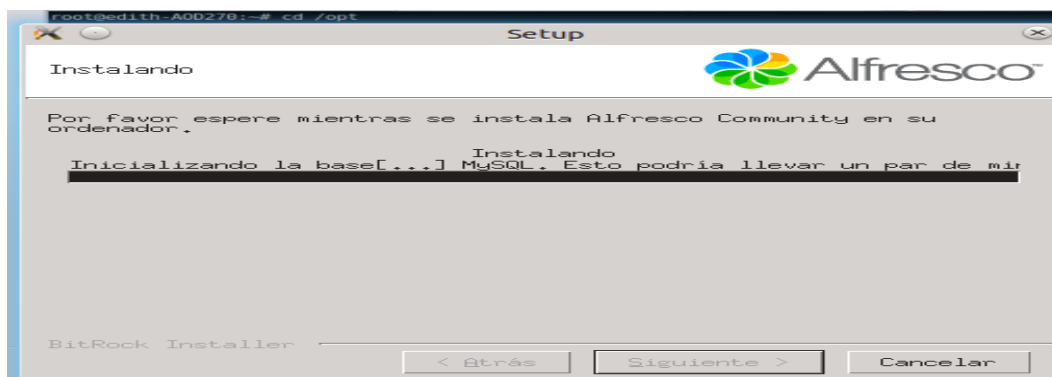 root@edith-AOD270:~# cd /opt
Setup
Instalando
Alfresco
Por favor espere mientras se instala Alfresco Community en su
ordenador.
Instalando
Inicializando la base[...] MySQL. Esto podría llevar un par de
BitRock Installer
< Atrás
Siguiente >
Cancelar